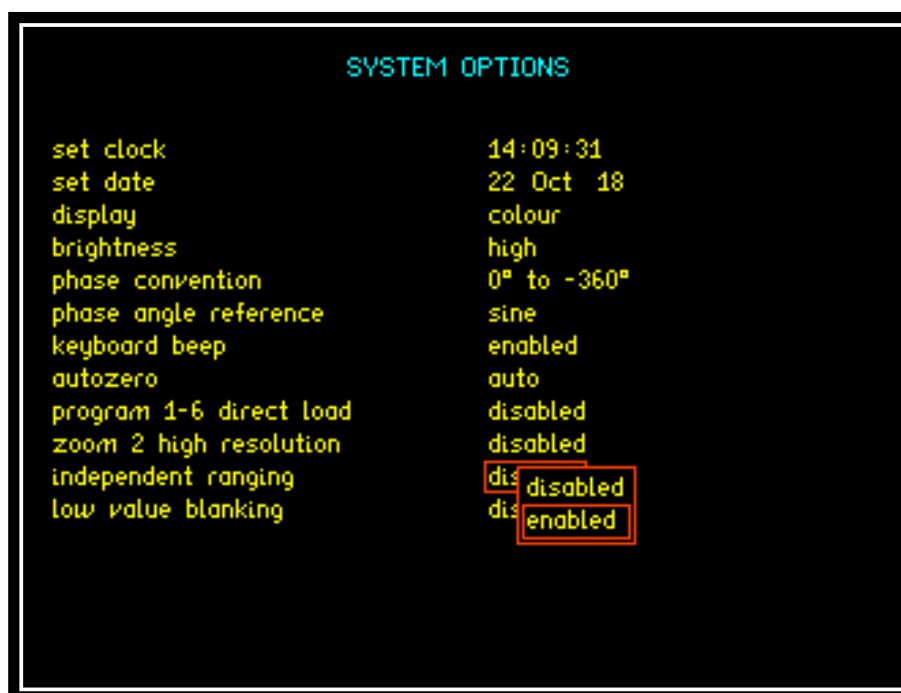 SYSTEM OPTIONS
set clock 14:09:31
set date 22 Oct 18
display colour
brightness high
phase convention 0° to -360°
phase angle reference sine
keyboard beep enabled
autozero auto
program 1-6 direct load disabled
zoom 2 high resolution disabled
independent ranging dis
disabled
low value blanking dis
enabled